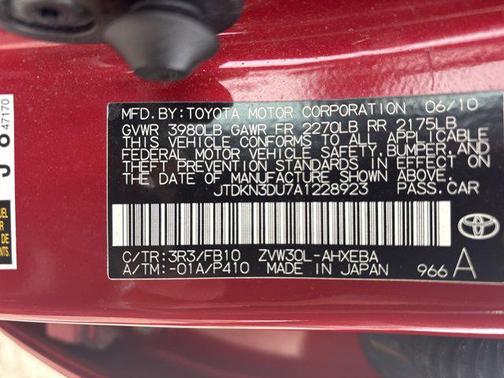 MFD.BY:TOYOTA MOTOR CORPORATION 06/10
GVWR 3980LB GAWR FR 2270LB RR 2175LB
THIS VEHICLE CONFORMS TO ALL APPLICABLE
FEDERAL MOTOR VEHICLE SAFETY,BUMPER,AND
THEFT PREVENTION STANDARDS IN EFFECT ON
THE DATE OF MANUFACTURE SHOWN ABOVE.
JTDKN3DU7A1228923 PASS.CAR
C/TR:3R3/FB10 ZVW30L-AHXEBA
A/TM:-01A/P410 MADE IN JAPAN 966 A
TOYOTA
47170